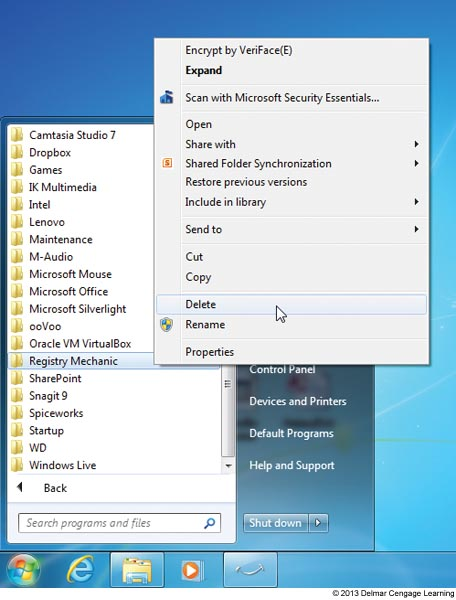 Encrypt by VeriFace(E)
Expand
Scan with Microsoft Security Essentials...
Open
Share with
Shared Folder Synchronization
Restore previous versions
Include in library
Send to
Cut
Copy
Delete
Rename
Properties
Camtasia Studio 7
Dropbox
Games
IK Multimedia
Intel
Lenovo
Maintenance
M-Audio
Microsoft Mouse
Microsoft Office
Microsoft Silverlight
ooVoo
Oracle VM VirtualBox
Registry Mechanic
SharePoint
Snagit 9
Spiceworks
Startup
WD
Windows Live
Back
Search programs and files
Control Panel
Devices and Printers
Default Programs
Help and Support
Shut down
© 2013 Delmar Cengage Learning